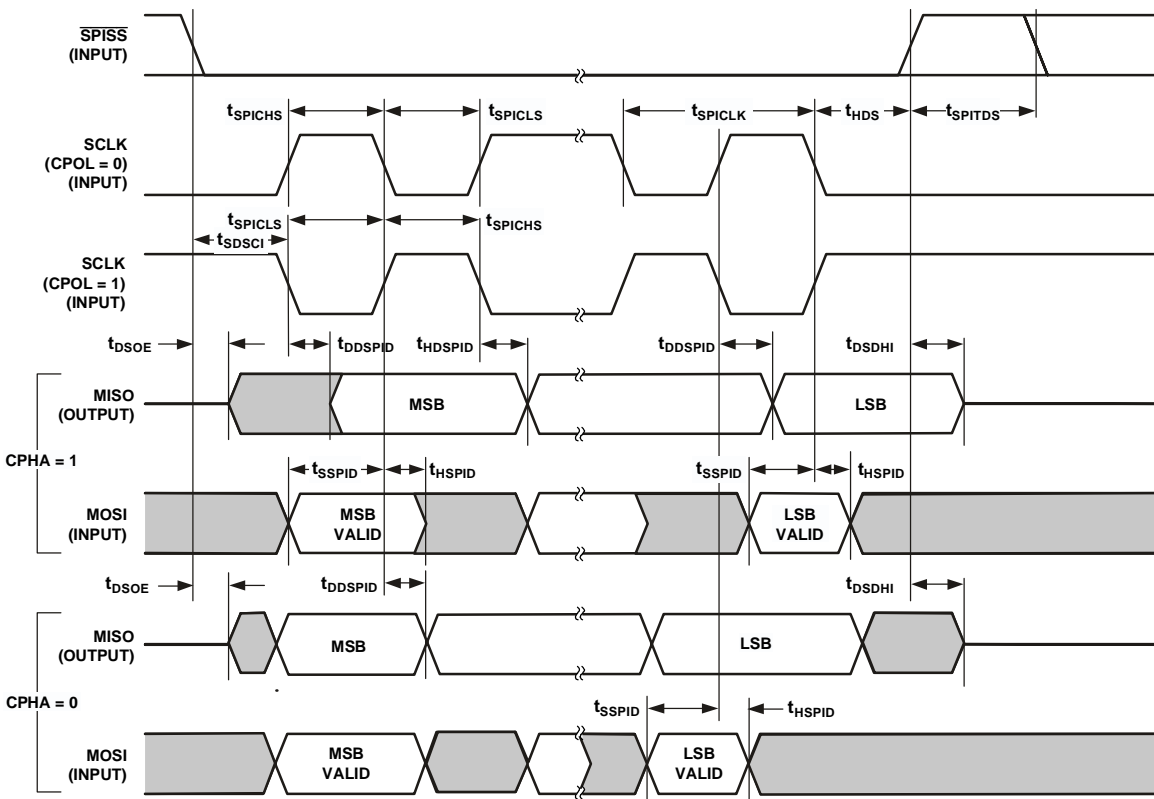 SPISS
(INPUT)
tSPICHS
tSPICLS
tSPICLK
tHDS
tSPITDS
SCLK
(CPOL = 0)
(INPUT)
tSPICLS
tSPICHS
tSDSCI
SCLK
(CPOL = 1)
(INPUT)
tDSOE
tDDSPID
tHDSPID
tDDSPID
tDSDHI
MISO
(OUTPUT)
MSB
LSB
CPHA = 1
tSSPID
tHSPID
tSSPID
tHSPID
MOSI
(INPUT)
MSB
VALID
LSB
VALID
tDSOE
tDDSPID
tDSDHI
MISO
(OUTPUT)
MSB
LSB
CPHA = 0
tSSPID
tHSPID
MOSI
(INPUT)
MSB
VALID
LSB
VALID